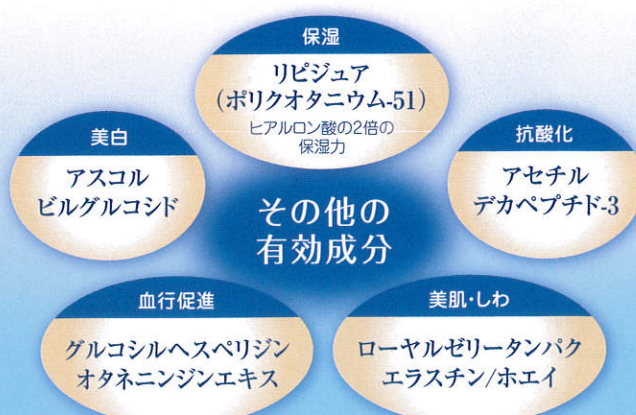 保湿
リピジュア
(ポリクオタニウム-51)
ヒアルロン酸の2倍の
保湿力
美白
アスコル
ビルグルコシド
抗酸化
アセチル
デカペプチド-3
その他の
有効成分
血行促進
グルコシルヘスペリジン
オタネニンジンエキス
美肌・しわ
ローヤルゼリータンパク
エラスチン/ホエイ